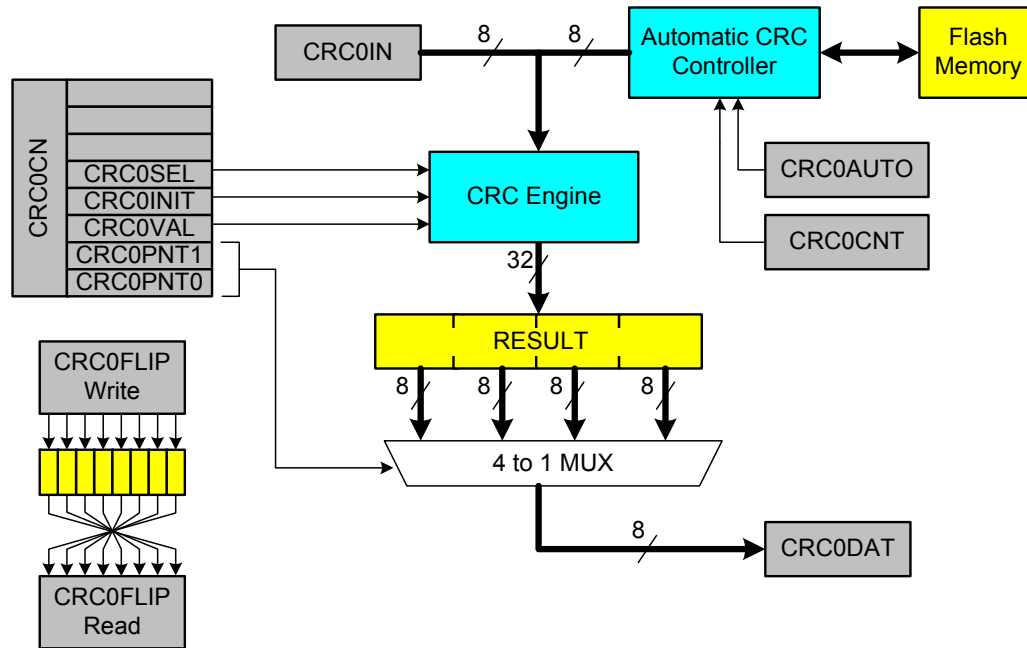 CRC0IN
8
8
Automatic CRC
Controller
Flash
Memory
CRC0CN
CRC0SEL
CRC0INIT
CRC0VAL
CRC0PNT1
CRC0PNT0
CRC Engine
CRC0AUTO
CRC0CNT
32
RESULT
8
8
8
8
4 to 1 MUX
8
CRC0DAT
CRC0FLIP
Write
CRC0FLIP
Read